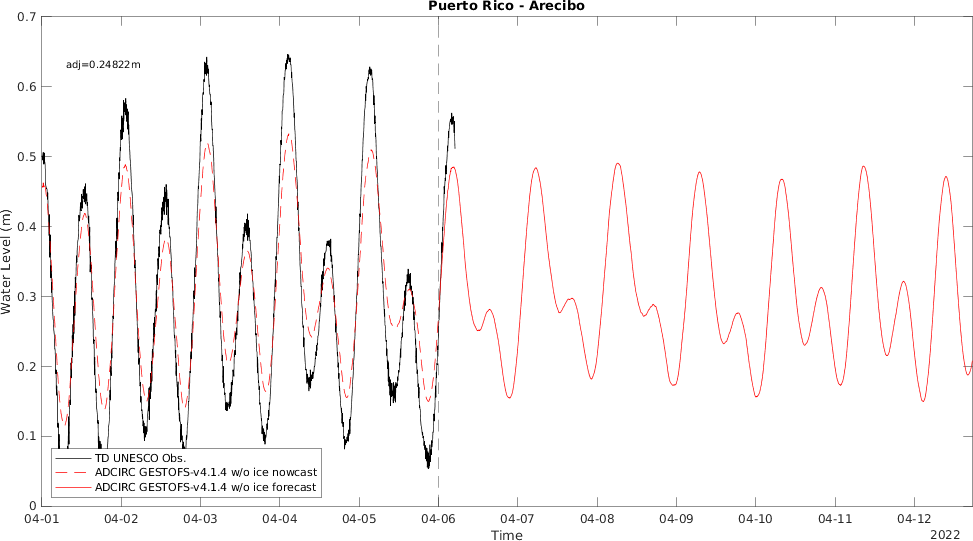 Puerto Rico - Arecibo
0.7
0.6
0.5
0.4
0.3
0.2
0.1
0
Water Level (m)
adj=0.24822m
TD UNESCO Obs.
ADCIRC GESTOFS-v4.1.4 w/o ice nowcast
ADCIRC GESTOFS-v4.1.4 w/o ice forecast
04-01 04-02 04-03 04-04 04-05 04-06 04-07 04-08 04-09 04-10 04-11 04-12
Time
2022